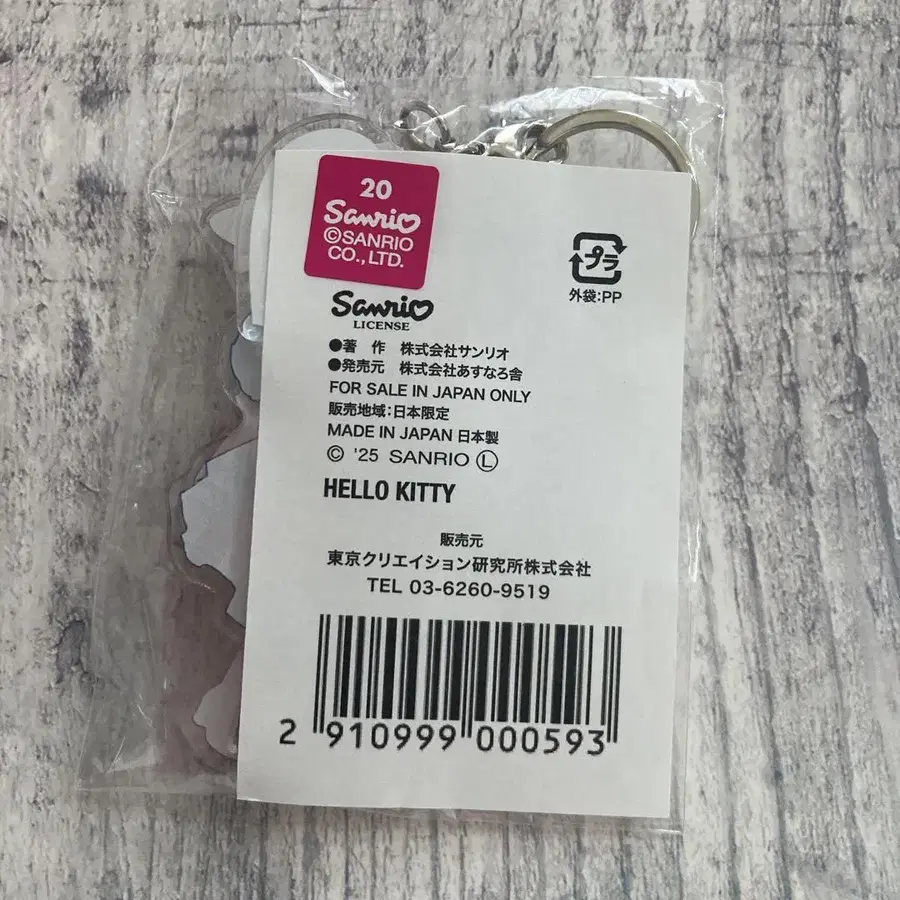 20
Sanrio
©SANRIO
CO.,LTD.
プラ
外袋:PP
Sanrio
LICENSE
●著 作 株式会社サンリオ
●発売元 株式会社あすなろ舎
FOR SALE IN JAPAN ONLY
販売地域:日本限定
MADE IN JAPAN 日本製
© '25 SANRIO Ⓛ
HELLO KITTY
販売元
東京クリエイション研究所株式会社
TEL 03-6260-9519
2 910999 000593